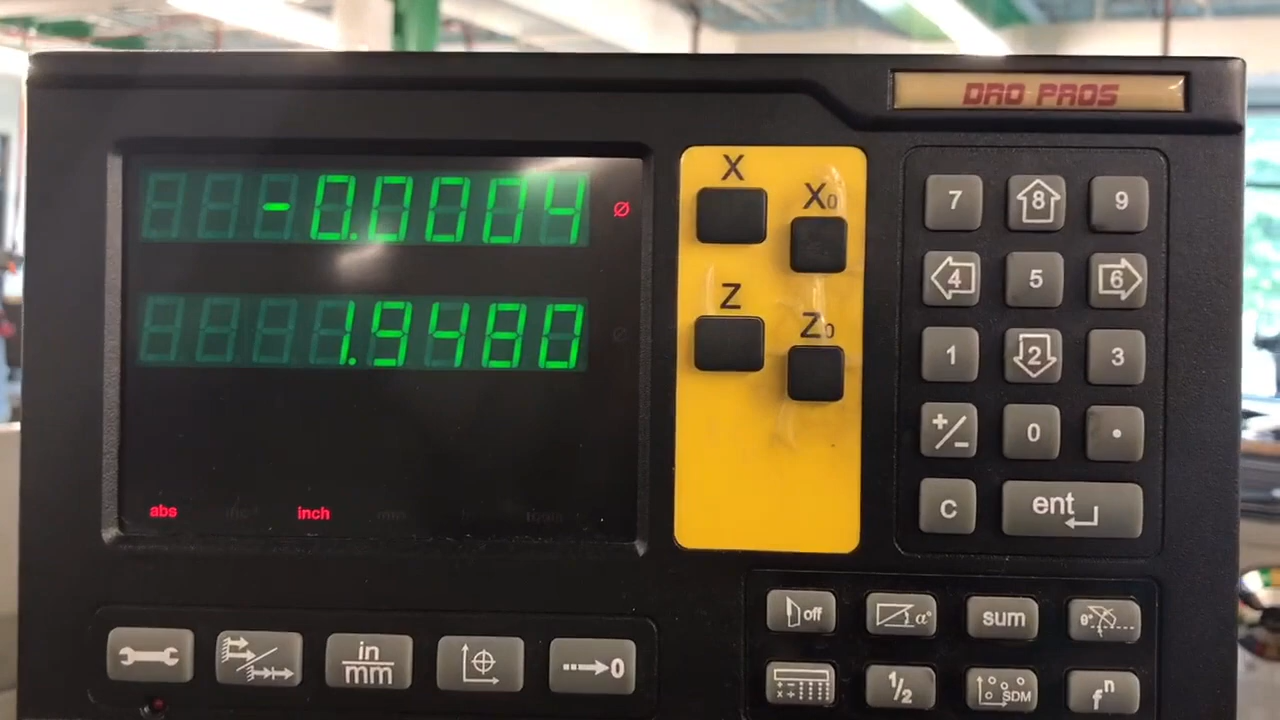 DRO PROS
-0.0004 Ø
1.9480
abs inch
X
X0
Z
Z0
7 8 9
4 5 6
1 2 3
+/- 0 •
C ent
off α° sum θ°
in/mm
0
1/2 SDM fn